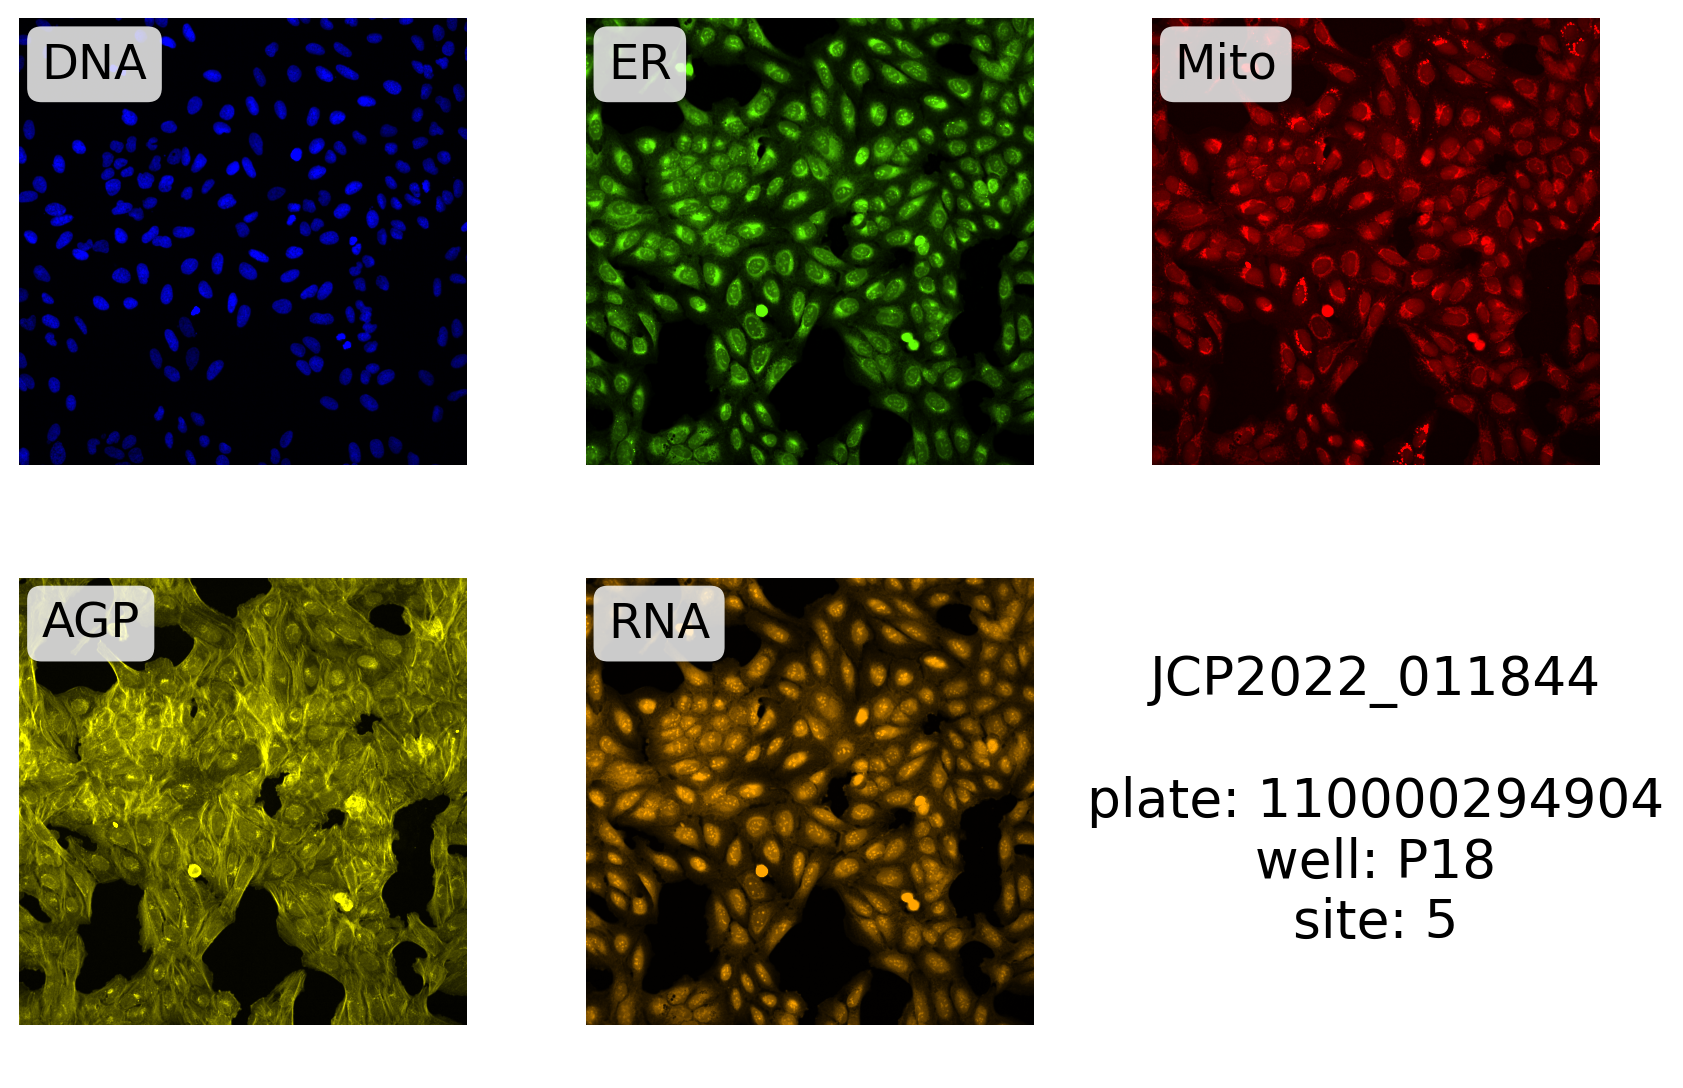 DNA
ER
Mito
AGP
RNA
JCP2022_011844
plate: 110000294904
well: P18
site: 5